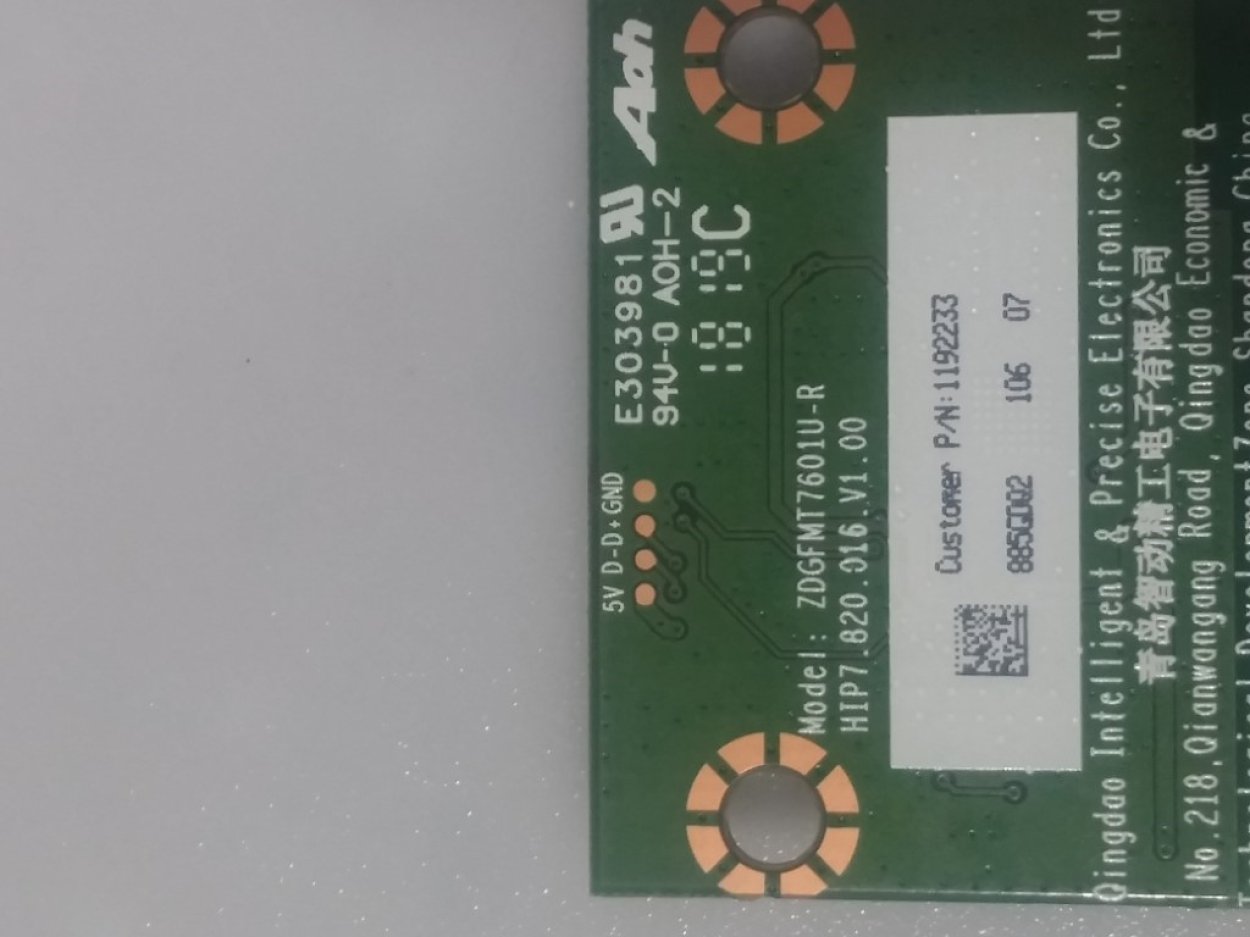 Aoh
E303981
94V-0 AOH-2
18 19C
5V D-D+GND
Model: ZDGFMT7601U-R
HIP7.820.016.V1.00
Customer P/N:1192233
885GDQ2 106 07
Qingdao Intelligent & Precise Electronics Co., Ltd
青岛智动精工电子有限公司
No.218,Qianwangang Road, Qingdao Economic &